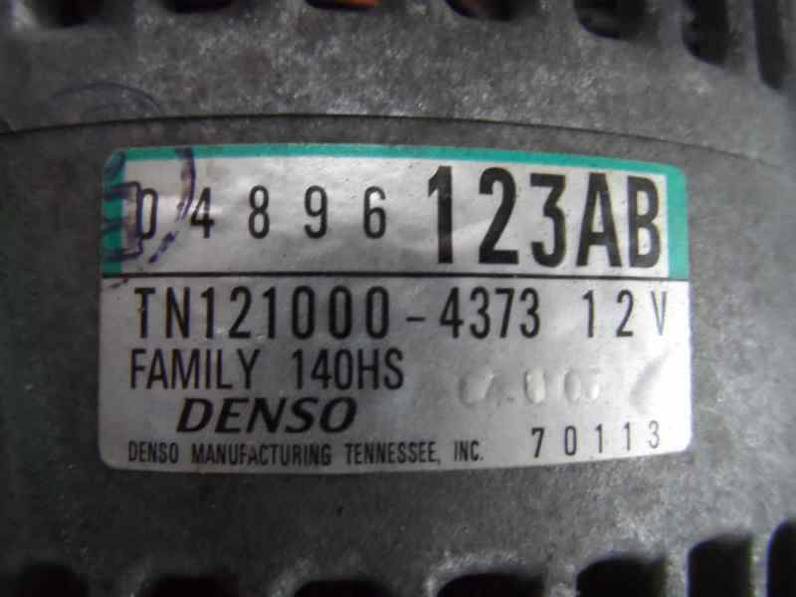 04896 123AB
TN121000-4373 12V
FAMILY 140HS
DENSO
DENSO MANUFACTURING TENNESSEE, INC. 70113